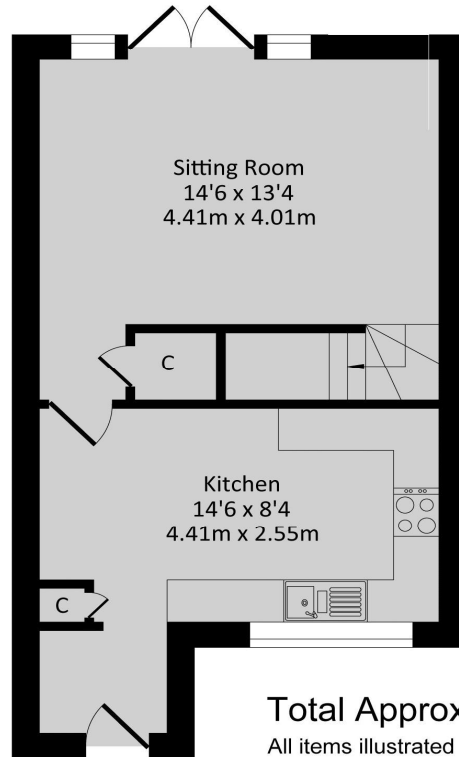 Sitting Room
14'6 x 13'4
4.41m x 4.01m
C
Kitchen
14'6 x 8'4
4.41m x 2.55m
C
Total Approx
All items illustrated